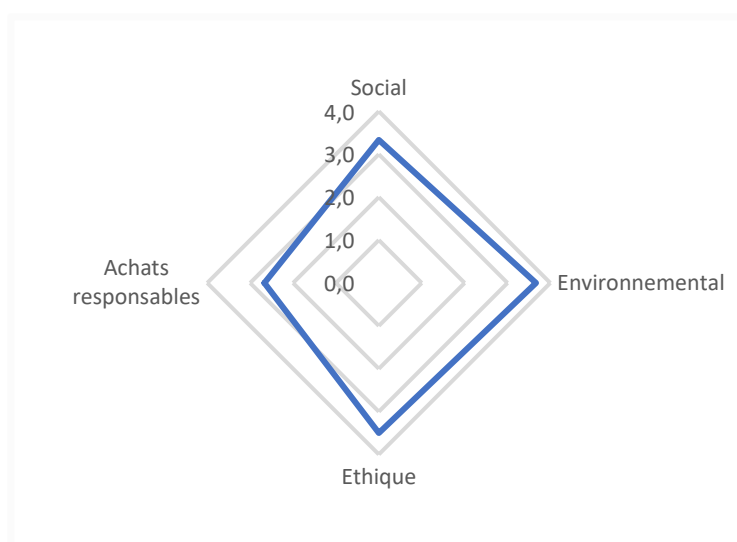 Social
4,0
3,0
2,0
1,0
0,0
Achats
responsables
Environnemental
Ethique